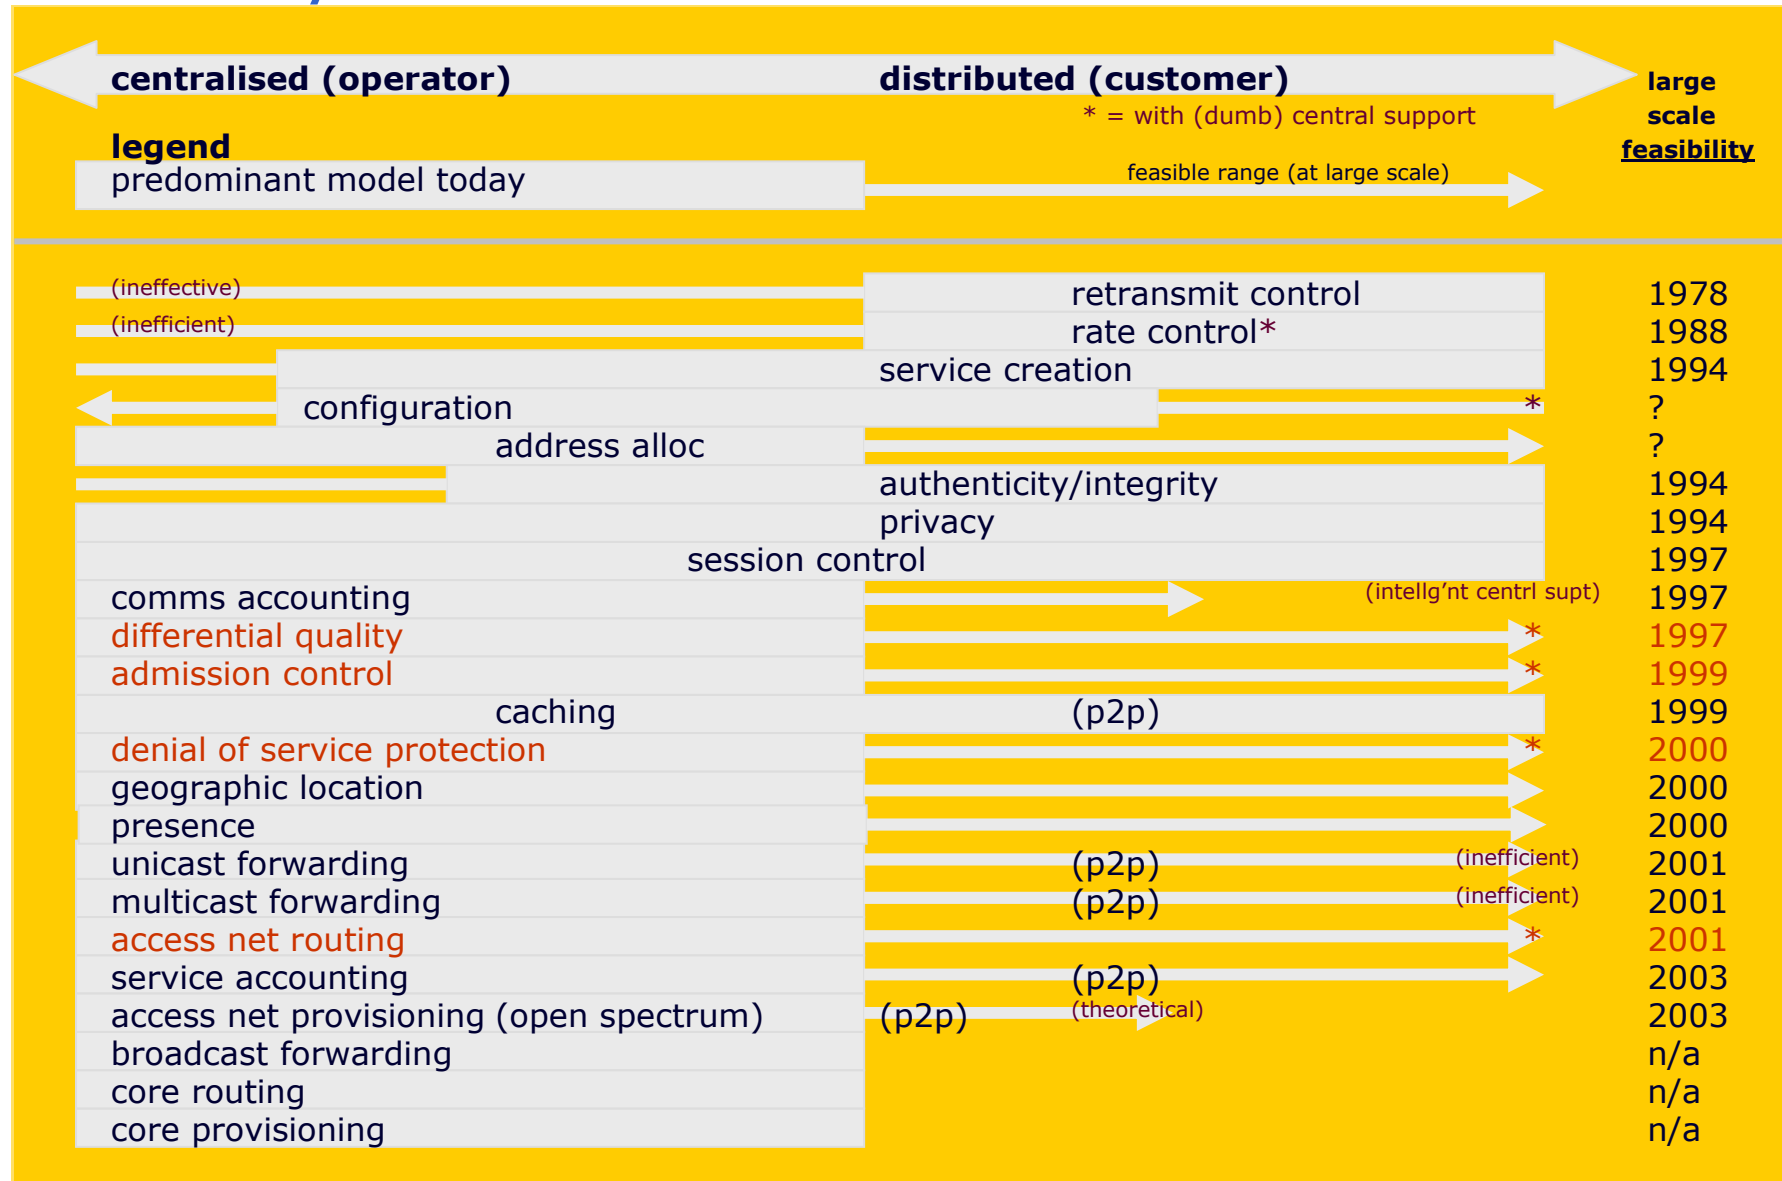 centralised (operator) distributed (customer) large
* = with (dumb) central support scale
legend feasibility
predominant model today feasible range (at large scale)
(ineffective) retransmit control 1978
(inefficient) rate control* 1988
service creation 1994
configuration * ?
address alloc ?
authenticity/integrity 1994
privacy 1994
session control 1997
comms accounting (intellg’nt centrl supt) 1997
differential quality * 1997
admission control * 1999
caching (p2p) 1999
denial of service protection * 2000
geographic location 2000
presence 2000
unicast forwarding (p2p) (inefficient) 2001
multicast forwarding (p2p) (inefficient) 2001
access net routing * 2001
service accounting (p2p) 2003
access net provisioning (open spectrum) (p2p) (theoretical) 2003
broadcast forwarding n/a
core routing n/a
core provisioning n/a